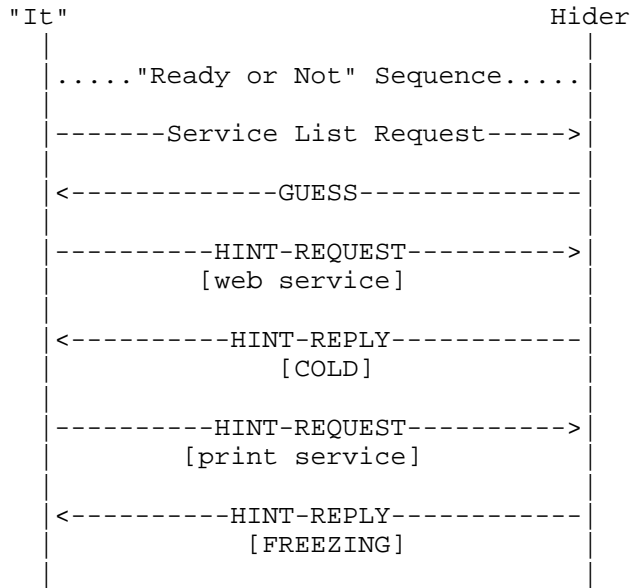 "It" Hider
|.....​"Ready or Not" Sequence.....|
|-------Service List Request----->|
|<-------------GUESS--------------|
|----------HINT-REQUEST---------->|
[web service]
|<----------HINT-REPLY------------|
[COLD]
|----------HINT-REQUEST---------->|
[print service]
|<----------HINT-REPLY------------|
[FREEZING]